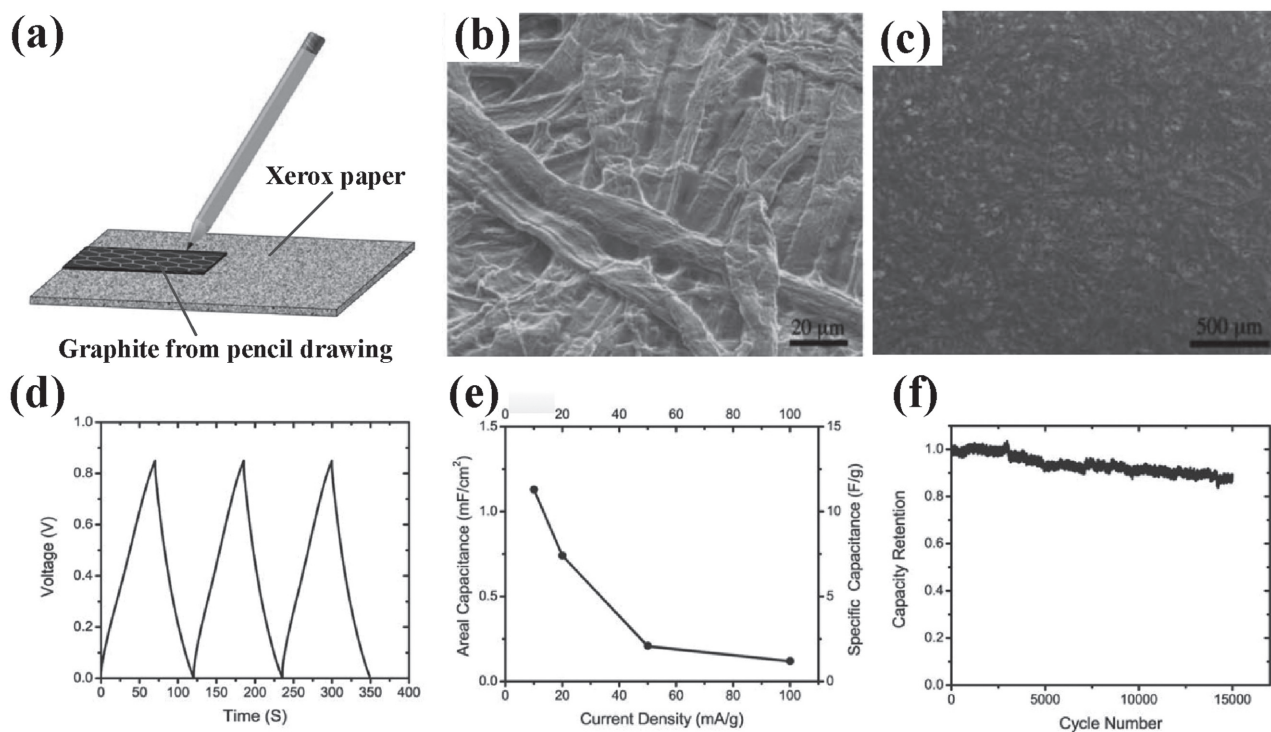 (a)
Xerox paper
Graphite from pencil drawing
(b)
20 μm
(c)
500 μm
(d)
1.0
0.8
0.6
0.4
0.2
0.0
Voltage (V)
0 50 100 150 200 250 300 350 400
Time (S)
(e)
0 20 40 60 80 100
1.5
1.0
0.5
0.0
Areal Capacitance (mF/cm²)
15
10
5
0
Specific Capacitance (F/g)
0 20 40 60 80 100
Current Density (mA/g)
(f)
1.0
0.8
0.6
0.4
0.2
0.0
Capacity Retention
0 5000 10000 15000
Cycle Number